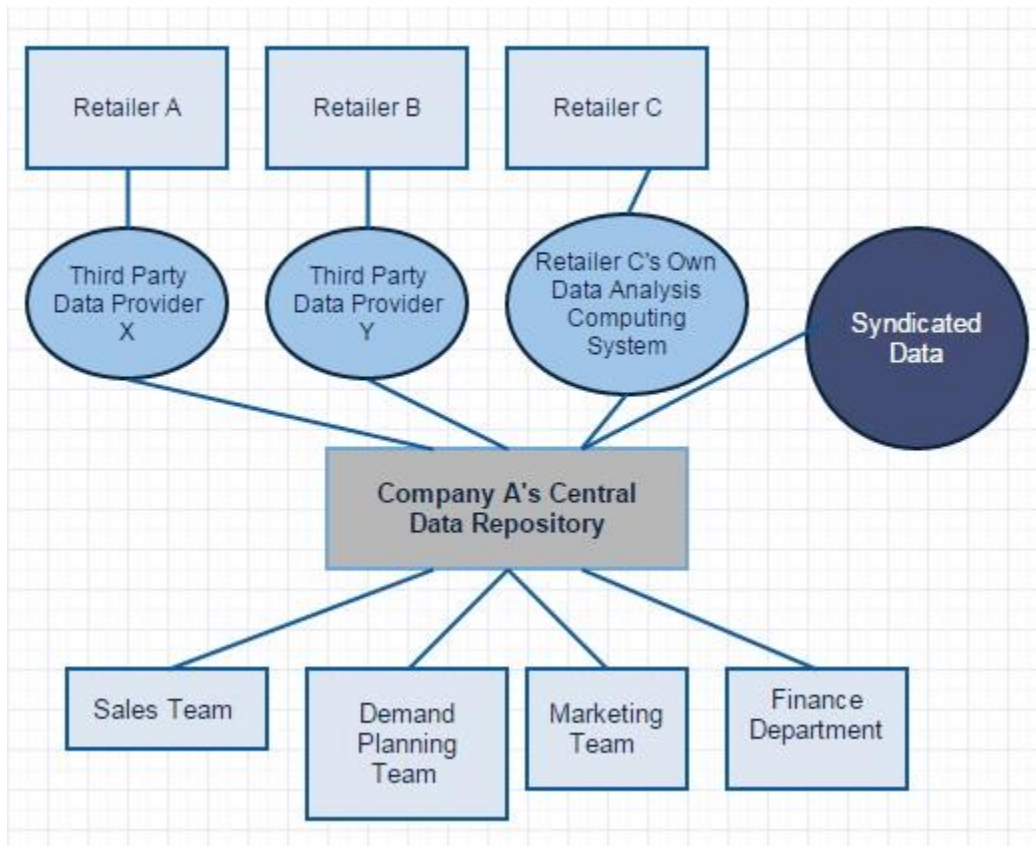 Retailer A
Retailer B
Retailer C
Third Party
Data Provider
X
Third Party
Data Provider
Y
Retailer C's Own
Data Analysis
Computing
System
Syndicated
Data
Company A's Central
Data Repository
Sales Team
Demand
Planning
Team
Marketing
Team
Finance
Department